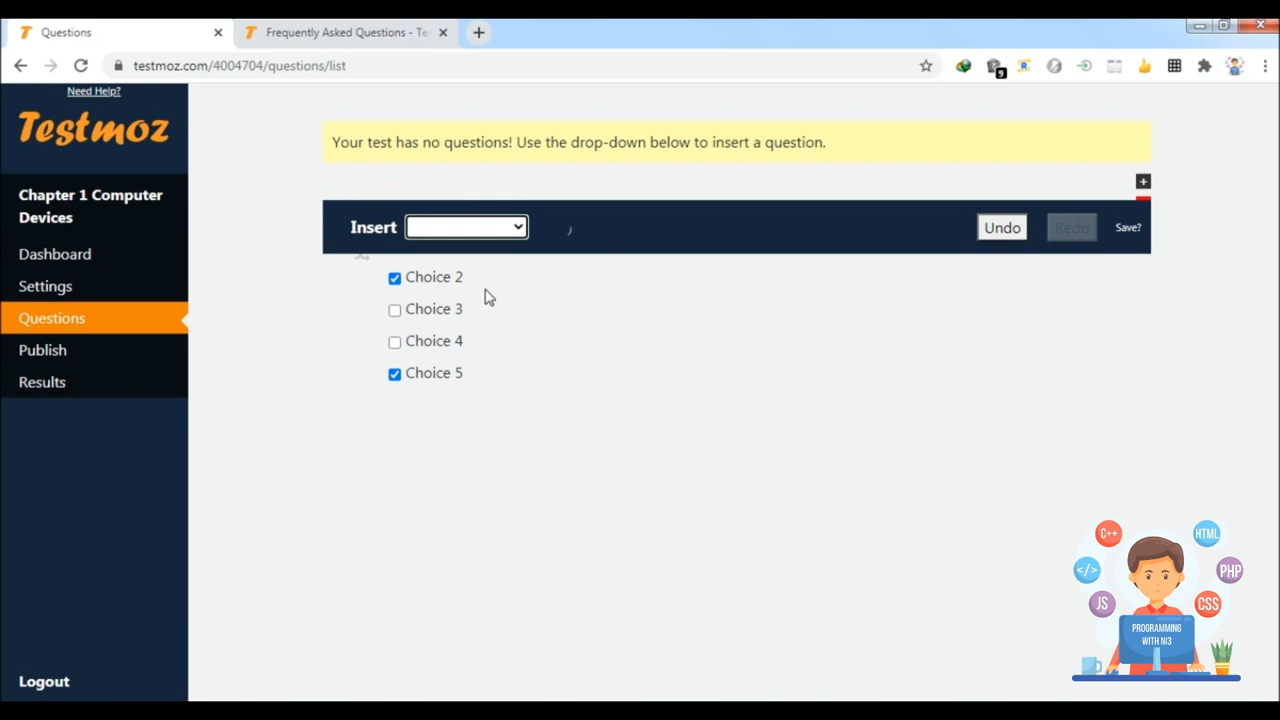 Questions
Frequently Asked Questions - Te
testmoz.com/4004704/questions/list
9
R
Need Help?
Testmoz
Chapter 1 Computer
Devices
Dashboard
Settings
Questions
Publish
Results
Logout
Your test has no questions! Use the drop-down below to insert a question.
+
Insert
Undo
Redo
Save?
Choice 2
Choice 3
Choice 4
Choice 5
C++
HTML
</>
PHP
JS
CSS
PROGRAMMING
WITH NI3